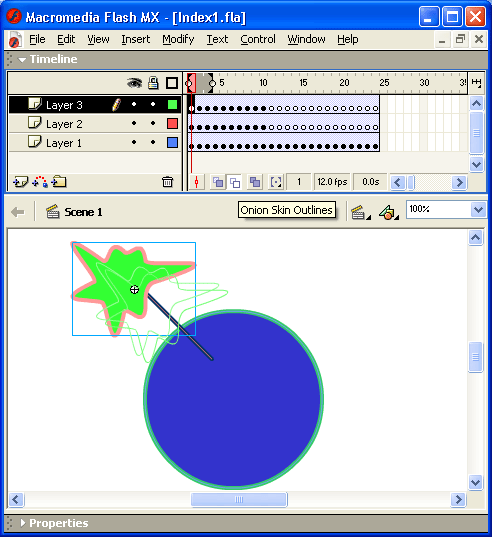 Macromedia Flash MX - [Index1.fla]
File Edit View Insert Modify Text Control Window Help
Timeline
1 5 10 15 20 25 30 35
Layer 3
Layer 2
Layer 1
1 12.0 fps 0.0s
Scene 1
Onion Skin Outlines
100%
Properties